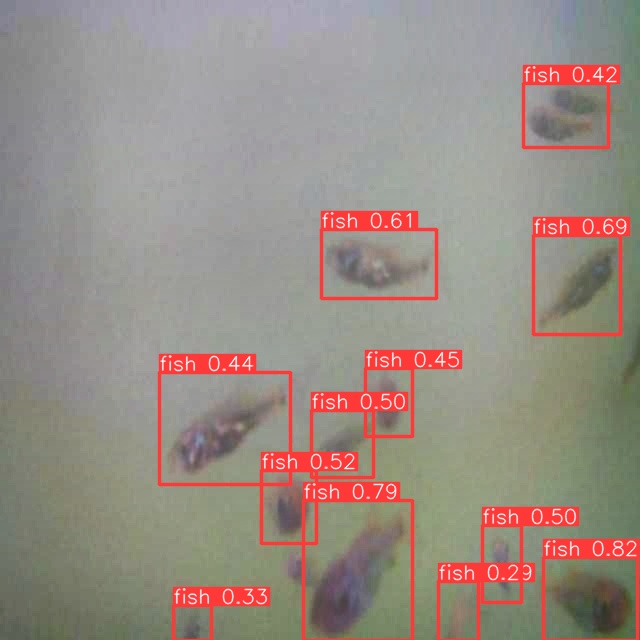 fish 0.42
fish 0.61
fish 0.69
fish 0.44
fish 0.45
fish 0.50
fish 0.52
fish 0.79
fish 0.50
fish 0.82
fish 0.29
fish 0.33